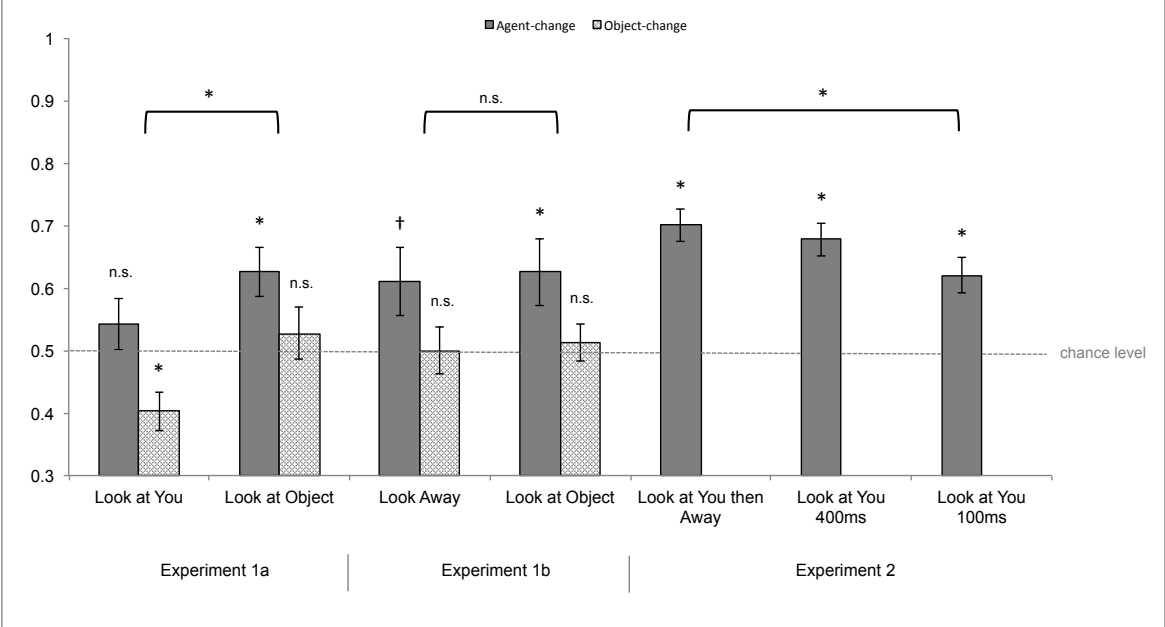 Agent-change Object-change
1
0.9
0.8
0.7
0.6
0.5
0.4
0.3
*
n.s.
*
n.s.
*
*
n.s.
†
n.s.
*
n.s.
*
*
*
chance level
Look at You
Look at Object
Look Away
Look at Object
Look at You then
Away
Look at You
400ms
Look at You
100ms
Experiment 1a
Experiment 1b
Experiment 2